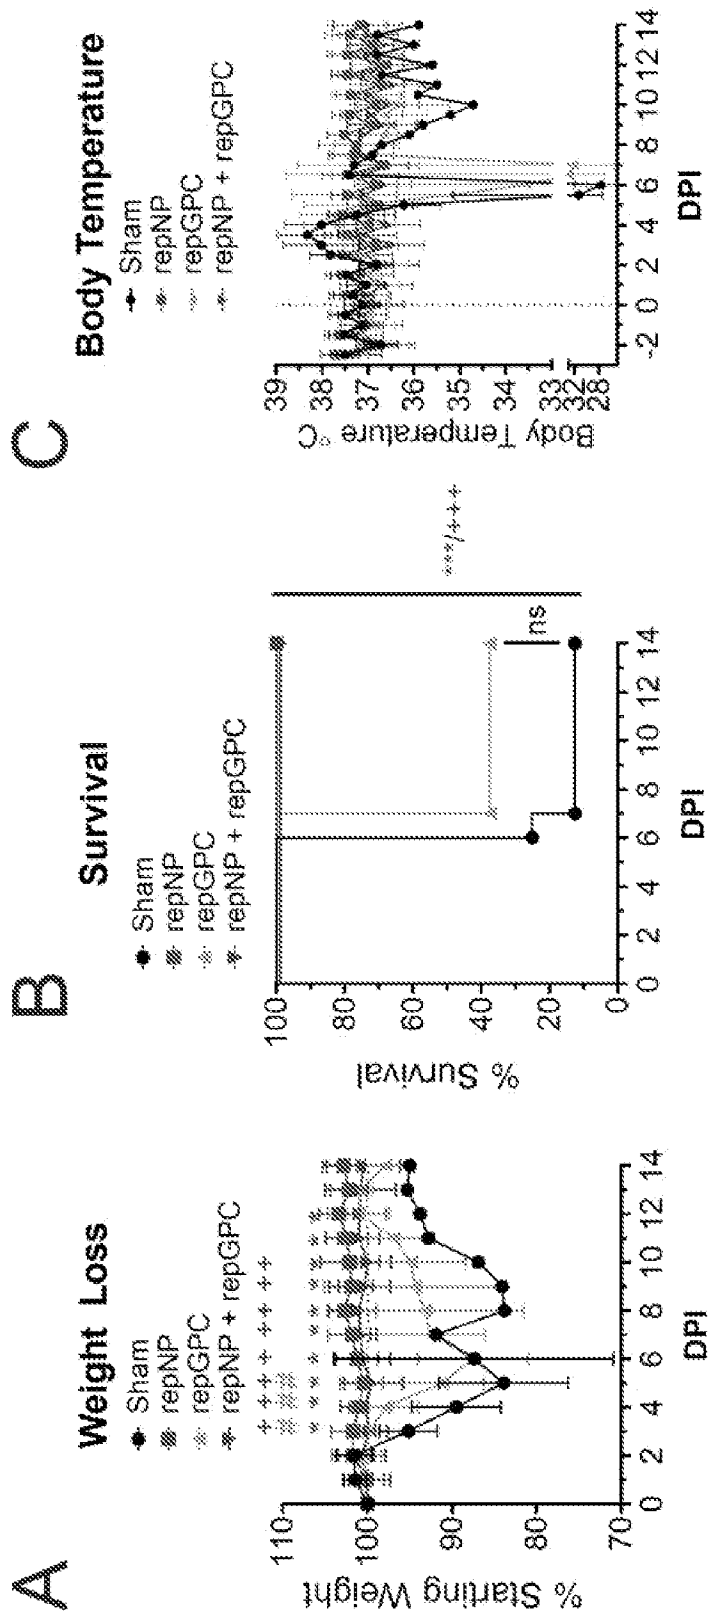 A
Weight Loss
Sham
repNP
repGPC
repNP + repGPC
% Starting Weight
110
100
90
80
70
0 2 4 6 8 10 12 14
DPI
B
Survival
Sham
repNP
repGPC
repNP + repGPC
% Survival
100
80
60
40
20
0
ns
0 2 4 6 8 10 12 14
DPI
C
Body Temperature
Sham
repNP
repGPC
repNP + repGPC
Body Temperature °C
39
38
37
36
35
34
33
32
28
-2 0 2 4 6 8 10 12 14
DPI